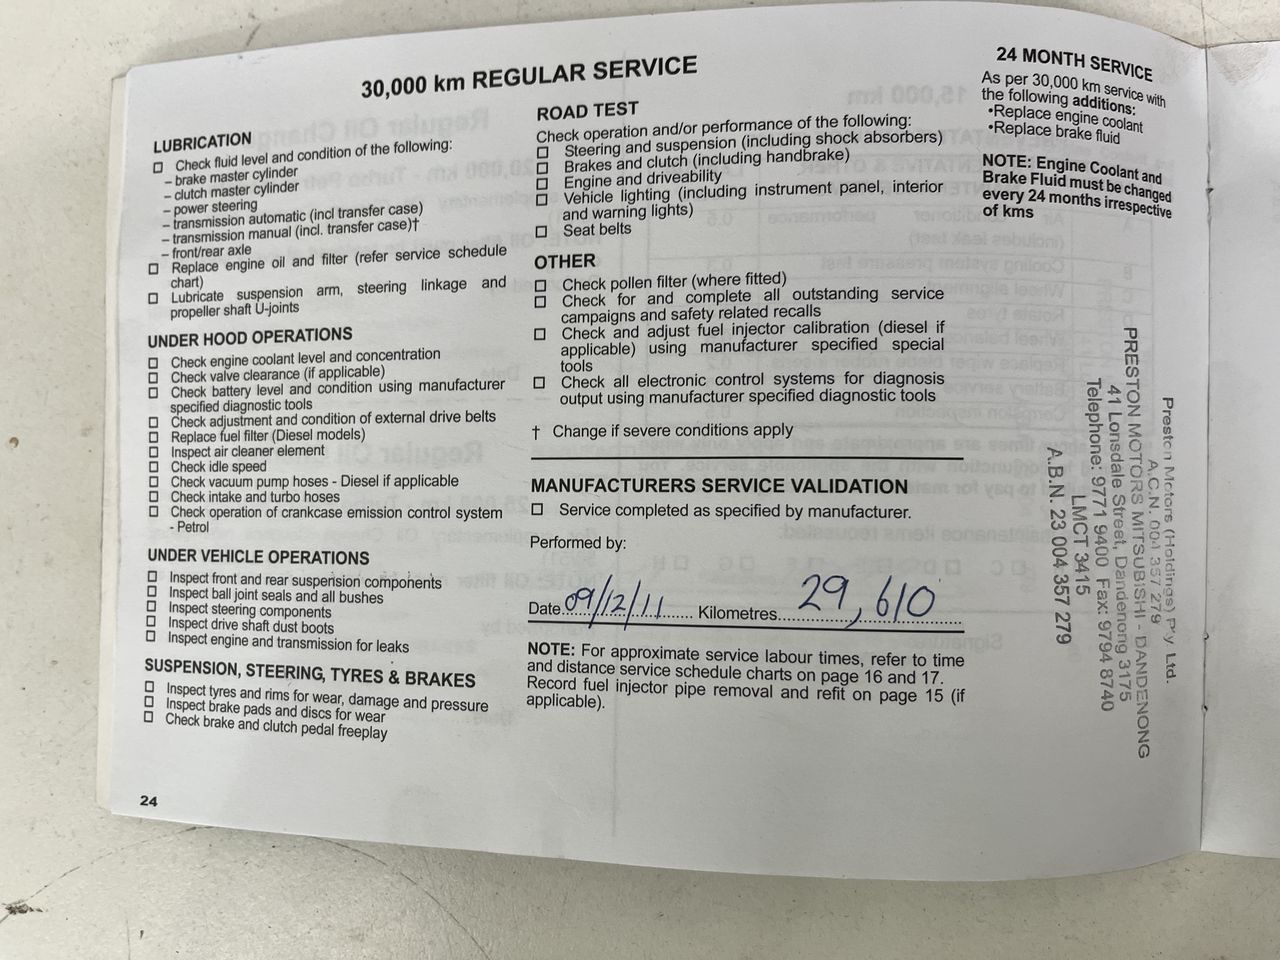 30,000 km REGULAR SERVICE
LUBRICATION
Check fluid level and condition of the following:
– brake master cylinder
– clutch master cylinder
– power steering
– transmission automatic (incl transfer case)
– transmission manual (incl. transfer case)†
– front/rear axle
Replace engine oil and filter (refer service schedule
chart)
Lubricate suspension arm, steering linkage and
propeller shaft U-joints
UNDER HOOD OPERATIONS
Check engine coolant level and concentration
Check valve clearance (if applicable)
Check battery level and condition using manufacturer
specified diagnostic tools
Check adjustment and condition of external drive belts
Replace fuel filter (Diesel models)
Inspect air cleaner element
Check idle speed
Check vacuum pump hoses - Diesel if applicable
Check intake and turbo hoses
Check operation of crankcase emission control system
- Petrol
UNDER VEHICLE OPERATIONS
Inspect front and rear suspension components
Inspect ball joint seals and all bushes
Inspect steering components
Inspect drive shaft dust boots
Inspect engine and transmission for leaks
SUSPENSION, STEERING, TYRES & BRAKES
Inspect tyres and rims for wear, damage and pressure
Inspect brake pads and discs for wear
Check brake and clutch pedal freeplay
24
ROAD TEST
Check operation and/or performance of the following:
Steering and suspension (including shock absorbers)
Brakes and clutch (including handbrake)
Engine and driveability
Vehicle lighting (including instrument panel, interior
and warning lights)
Seat belts
OTHER
Check pollen filter (where fitted)
Check for and complete all outstanding service
campaigns and safety related recalls
Check and adjust fuel injector calibration (diesel if
applicable) using manufacturer specified special
tools
Check all electronic control systems for diagnosis
output using manufacturer specified diagnostic tools
† Change if severe conditions apply
MANUFACTURERS SERVICE VALIDATION
Service completed as specified by manufacturer.
Performed by:
Date 09/12/11 Kilometres 29,610
NOTE: For approximate service labour times, refer to time
and distance service schedule charts on page 16 and 17.
Record fuel injector pipe removal and refit on page 15 (if
applicable).
24 MONTH SERVICE
As per 30,000 km service with
the following additions:
•Replace engine coolant
•Replace brake fluid
NOTE: Engine Coolant and
Brake Fluid must be changed
every 24 months irrespective
of kms
Preston Motors (Holdings) P'ty Ltd.
A.C.N. 004 357 279
PRESTON MOTORS MITSUBISHI - DANDENONG
41 Lonsdale Street, Dandenong 3175
Telephone: 9771 9400 Fax: 9794 8740
LMCT 3415
A.B.N. 23 004 357 279